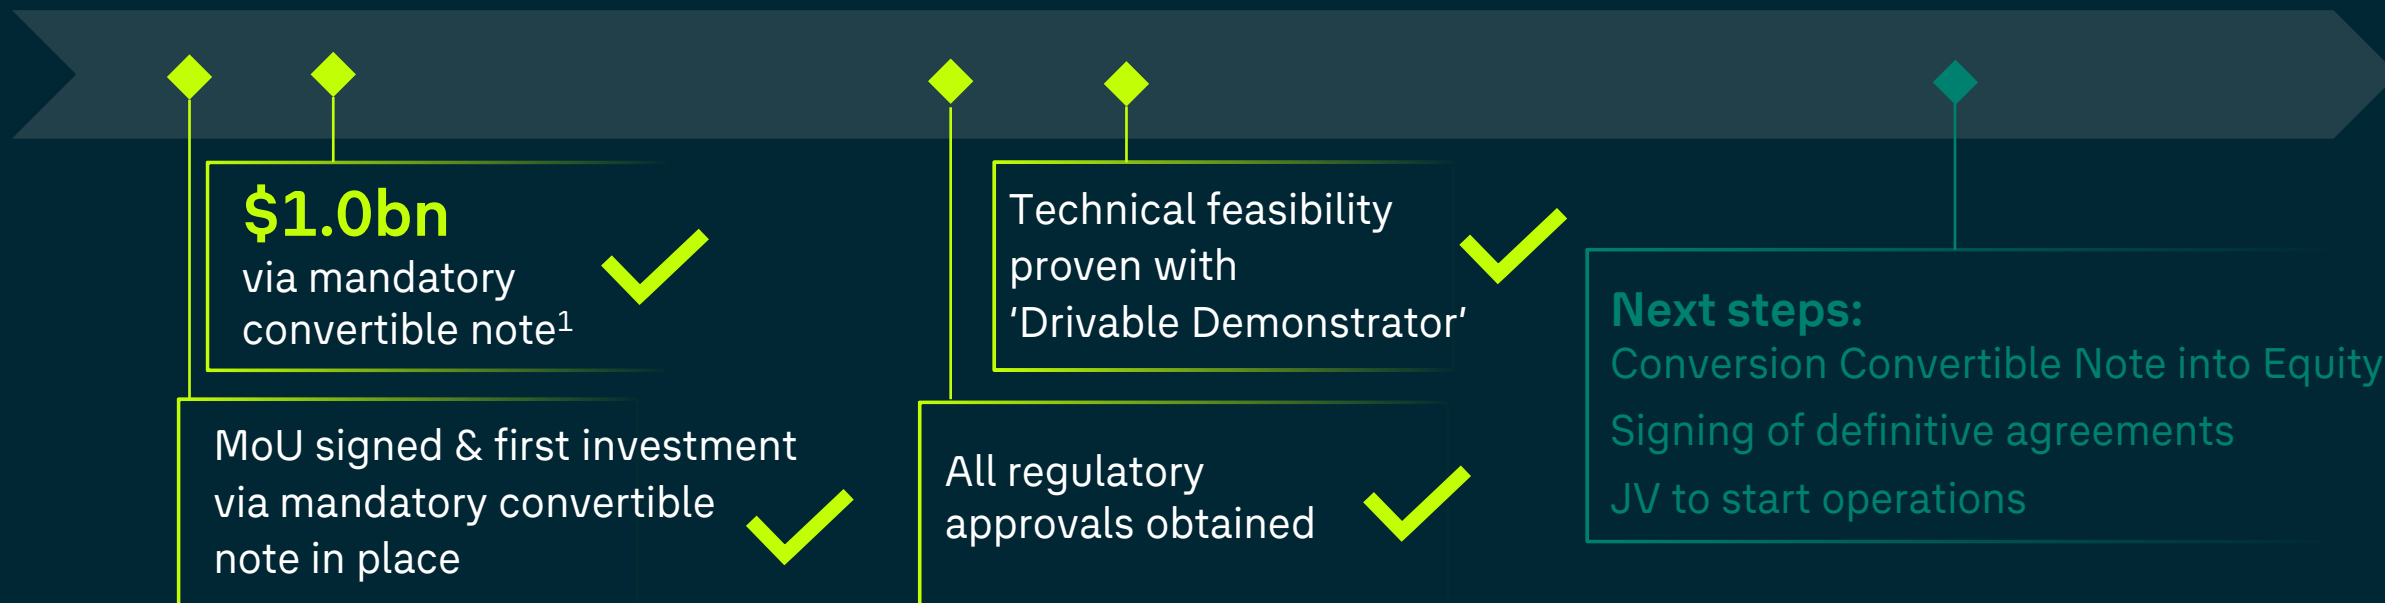 $1.0bn
via mandatory
convertible note¹
MoU signed & first investment
via mandatory convertible
note in place
Technical feasibility
proven with
‘Drivable Demonstrator’
All regulatory
approvals obtained
Next steps:
Conversion Convertible Note into Equity
Signing of definitive agreements
JV to start operations